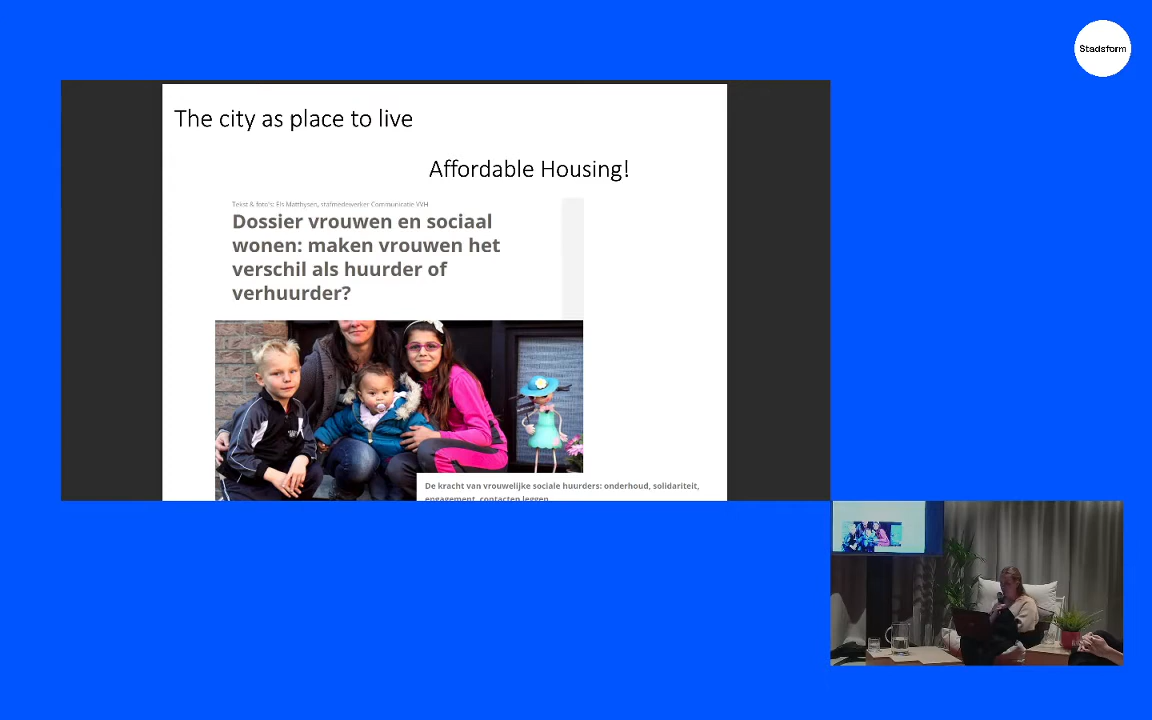 Stadsform
The city as place to live
Affordable Housing!
Tekst & foto's: Els Matthysen, stafmedewerker Communicatie VVH
Dossier vrouwen en sociaal
wonen: maken vrouwen het
verschil als huurder of
verhuurder?
De kracht van vrouwelijke sociale huurders: onderhoud, solidariteit,
engagement, contacten leggen